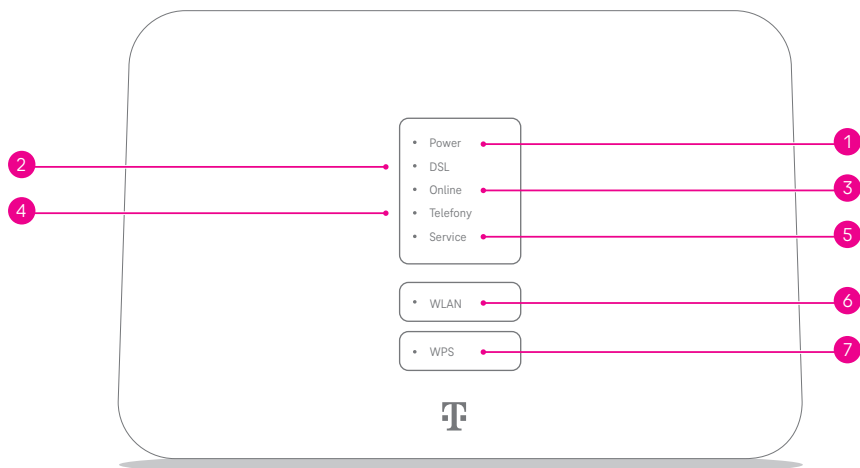 Power 1
2 DSL
Online 3
4 Telefony
Service 5
WLAN 6
WPS 7
T